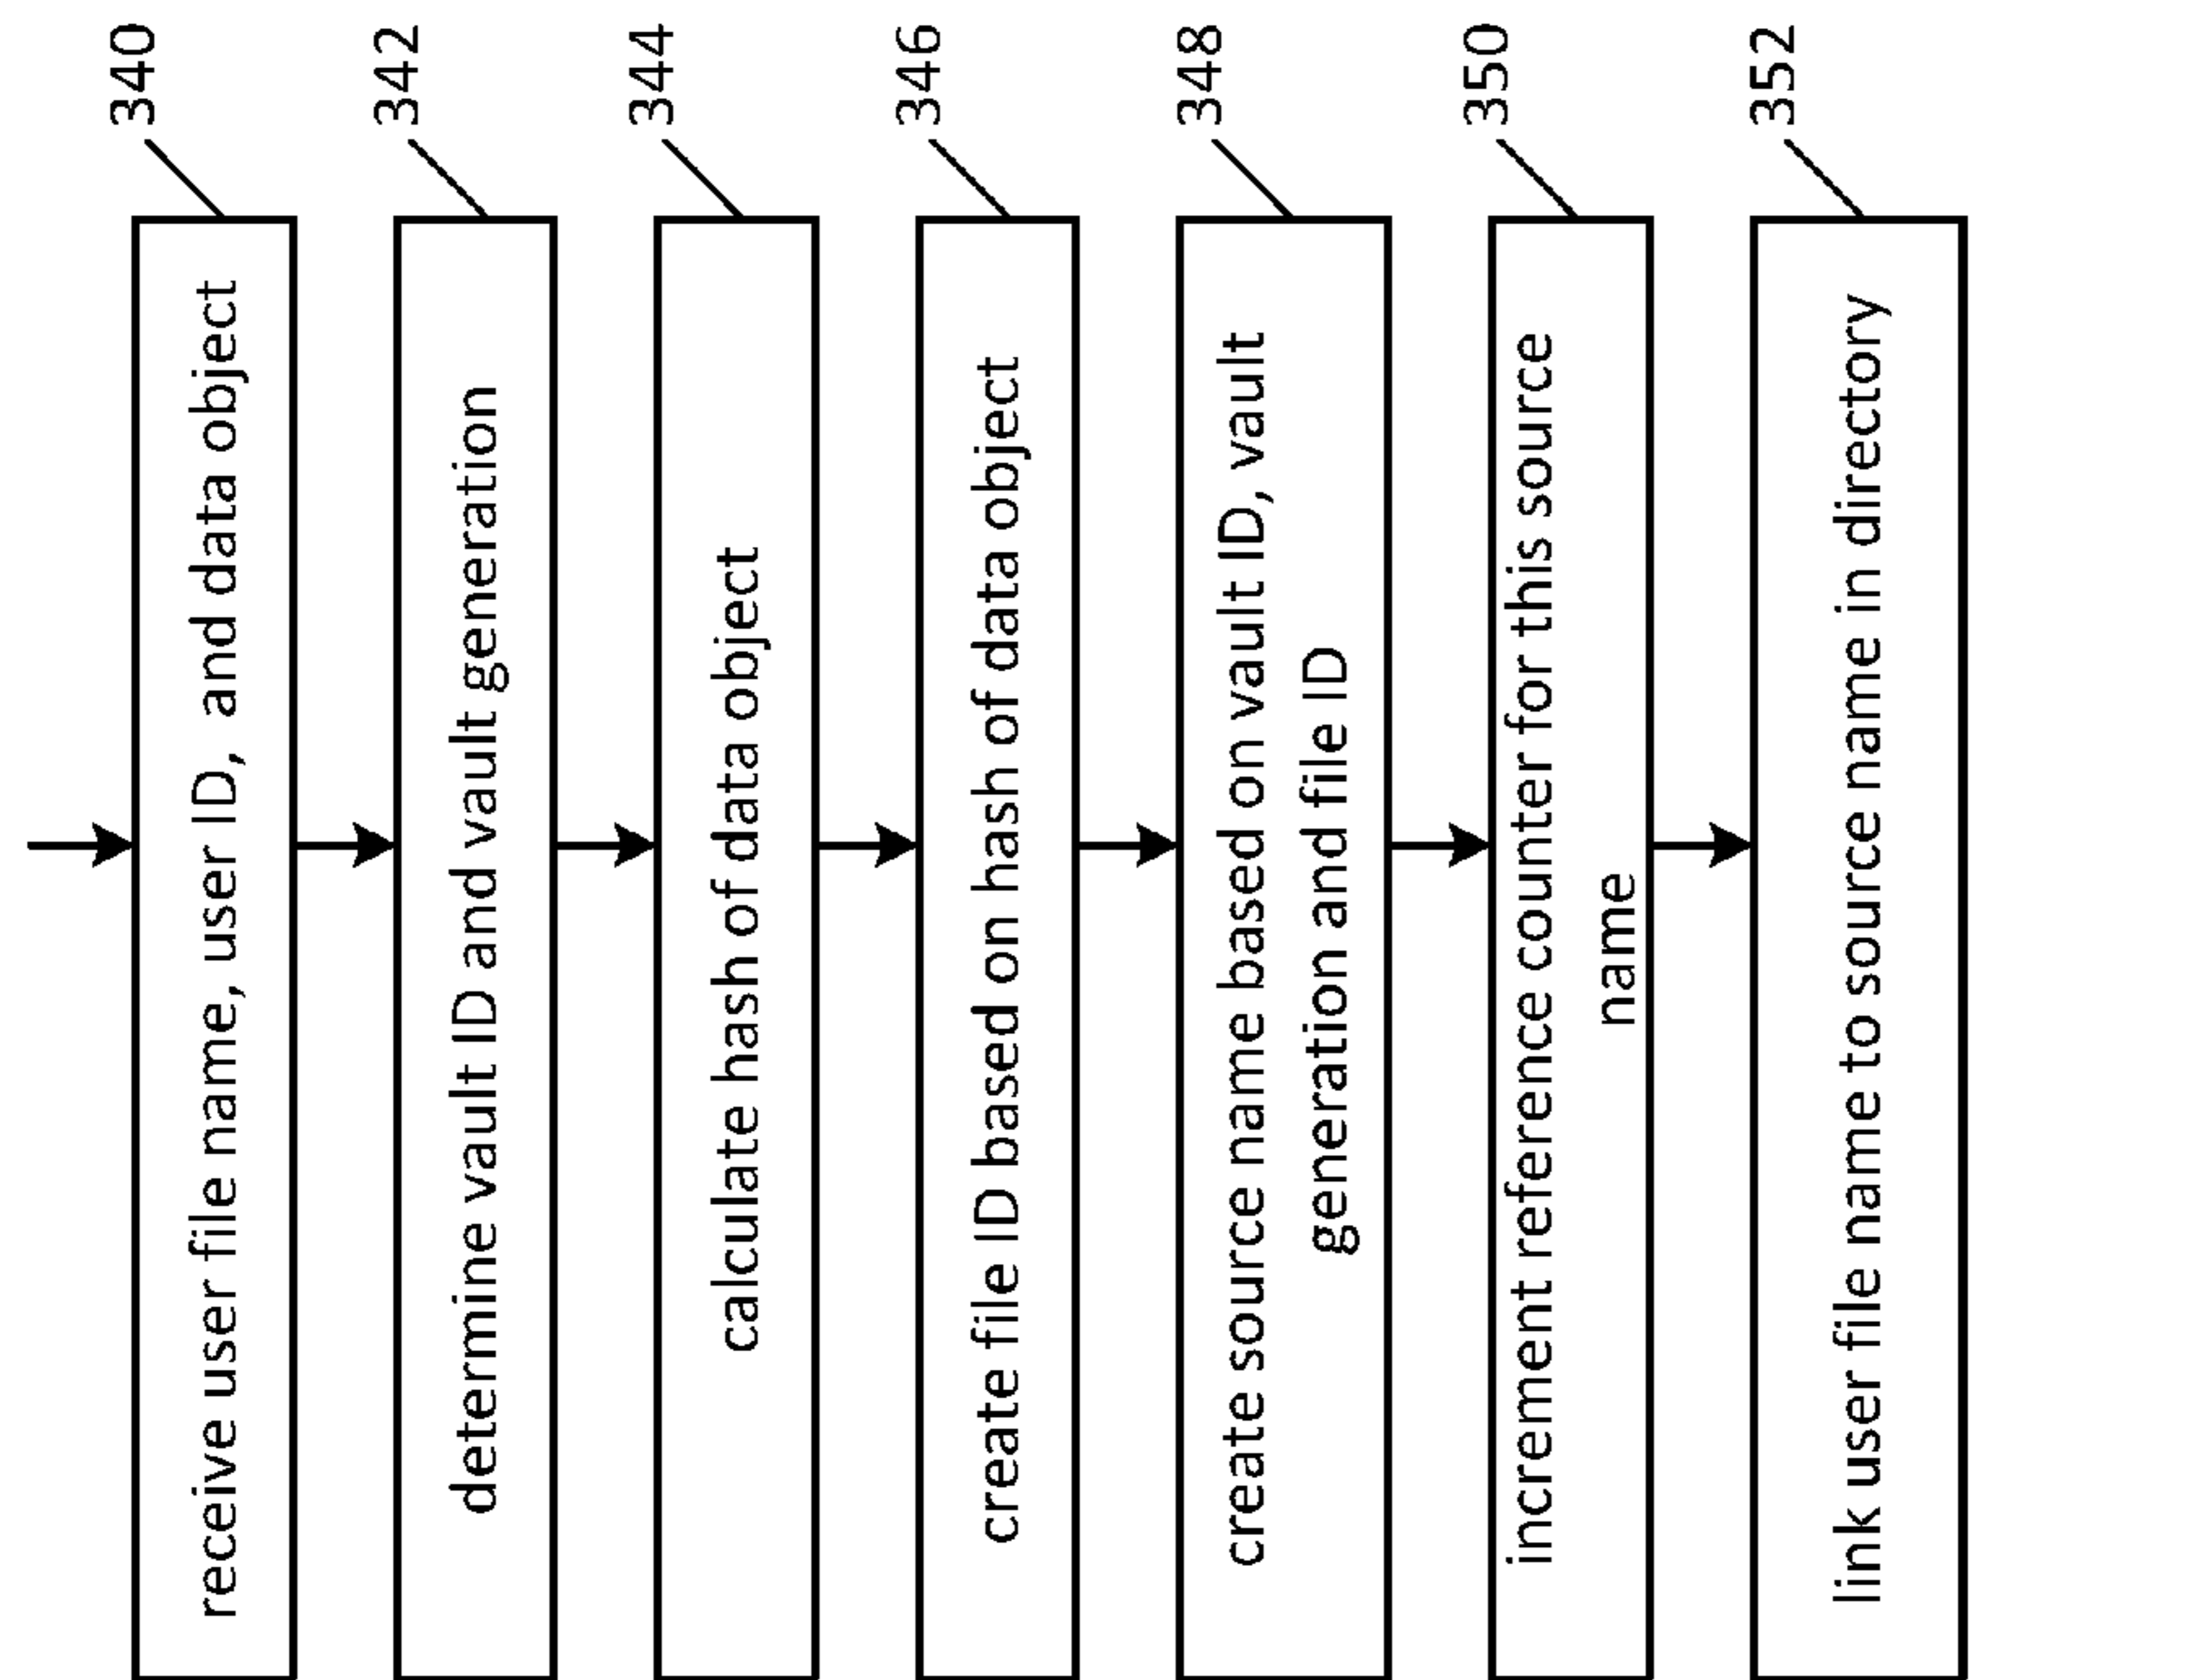 340
receive user file name, user ID, and data object
342
determine vault ID and vault generation
344
calculate hash of data object
346
create file ID based on hash of data object
348
create source name based on vault ID, vault
generation and file ID
350
increment reference counter for this source
name
352
link user file name to source name in directory